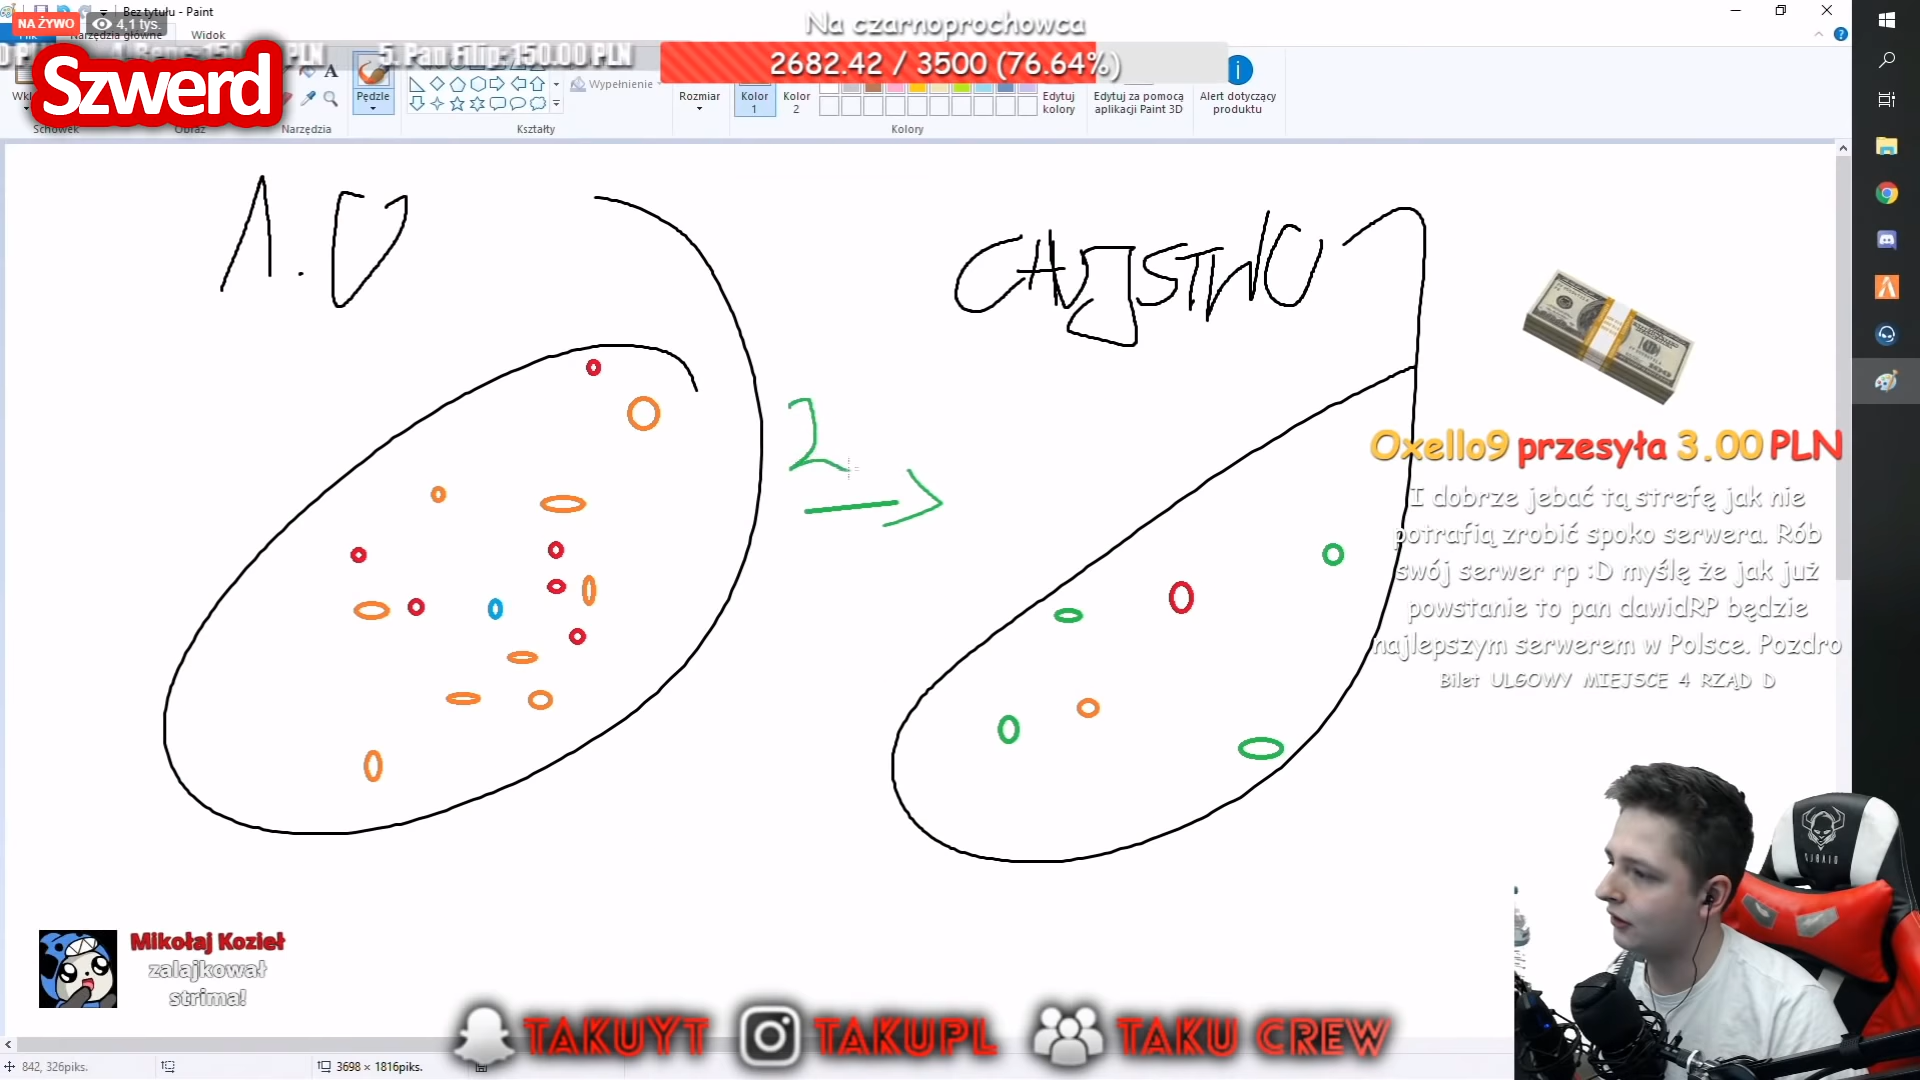 Bez tytułu - Paint
NA ŻYWO
4,1 tys.
Narzędzia główne
Widok
5. Pan Filip: 150.00 PLN
Szwerd
Na czarnoprochowca
2682.42 / 3500 (76.64%)
Pędzle
Wypełnienie
Rozmiar
Kolor 1
Kolor 2
Edytuj kolory
Edytuj za pomocą aplikacji Paint 3D
Alert dotyczący produktu
Schowek
Obraz
Narzędzia
Kształty
Kolory
1.0
2
Oxello9 przesyła 3.00 PLN
I dobrze jebać tą strefę jak nie
potrafią zrobić spoko serwera. Rób
swój serwer rp :D myślę że jak już
powstanie to pan dawidRP będzie
najlepszym serwerem w Polsce. Pozdro
Bilet ULGOWY MIEJSCE 4 RZĄD D
Mikołaj Kozieł
zalajkował
strima!
TAKUYT
TAKUPL
TAKU CREW
842, 326piks.
3698 × 1816piks.